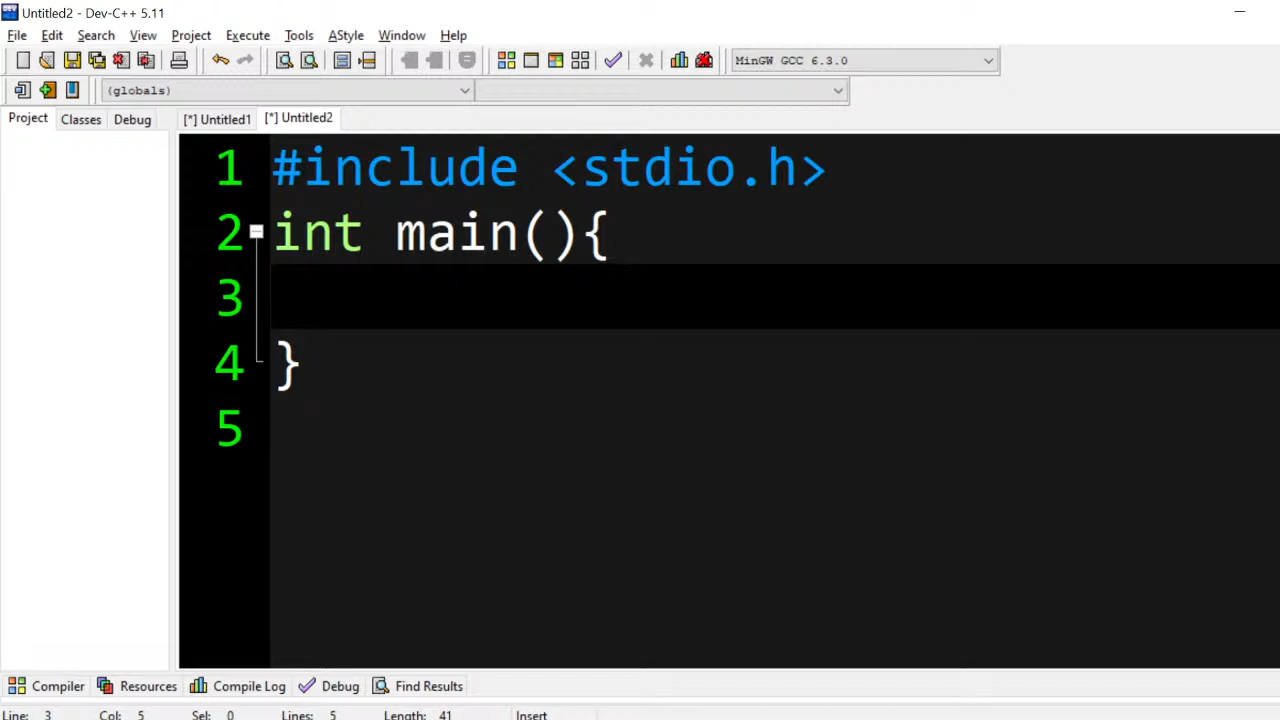 Untitled2 - Dev-C++ 5.11
File Edit Search View Project Execute Tools AStyle Window Help
MinGW GCC 6.3.0
(globals)
Project Classes Debug [*] Untitled1 [*] Untitled2
1 #include <stdio.h>
2 int main(){
3
4 }
5
Compiler Resources Compile Log Debug Find Results
Line: 3 Col: 5 Sel: 0 Lines: 5 Length: 41 Insert